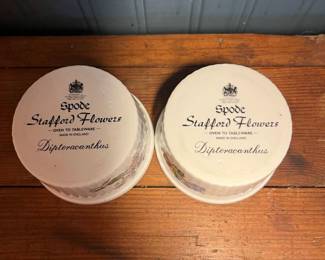 Spode
Stafford Flowers
— OVEN TO TABLEWARE —
MADE IN ENGLAND
Dipteracanthus
Spode
Stafford Flowers
— OVEN TO TABLEWARE —
MADE IN ENGLAND
Dipteracanthus